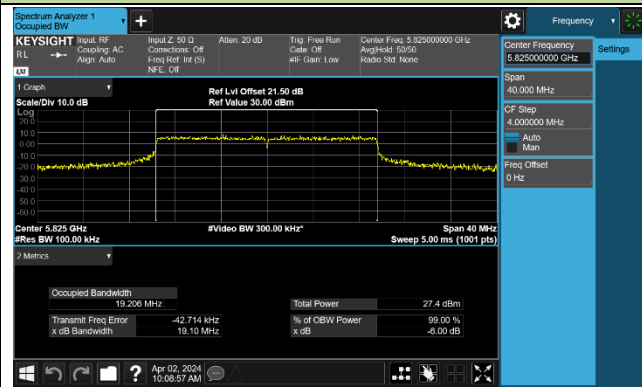 Spectrum Analyzer 1
Occupied BW
Frequency
KEYSIGHT
RL
LXI
Input: RF
Coupling: AC
Align: Auto
Input Z: 50 Ω
Corrections: Off
Freq Ref: Int (S)
NFE: Off
Atten: 20 dB
Trig: Free Run
Gate: Off
#IF Gain: Low
Center Freq: 5.825000000 GHz
Avg|Hold: 50/50
Radio Std: None
Center Frequency
5.825000000 GHz
Settings
Span
40.000 MHz
CF Step
4.000000 MHz
Auto
Man
Freq Offset
0 Hz
1 Graph
Scale/Div 10.0 dB
Ref Lvl Offset 21.50 dB
Ref Value 30.00 dBm
Log
20.0
10.0
0.00
-10.0
-20.0
-30.0
-40.0
-50.0
-60.0
Center 5.825 GHz
#Res BW 100.00 kHz
#Video BW 300.00 kHz*
Span 40 MHz
Sweep 5.00 ms (1001 pts)
2 Metrics
Occupied Bandwidth
19.206 MHz
Total Power 27.4 dBm
Transmit Freq Error -42.714 kHz
x dB Bandwidth 19.10 MHz
% of OBW Power 99.00 %
x dB -6.00 dB
?
Apr 02, 2024
10:08:57 AM